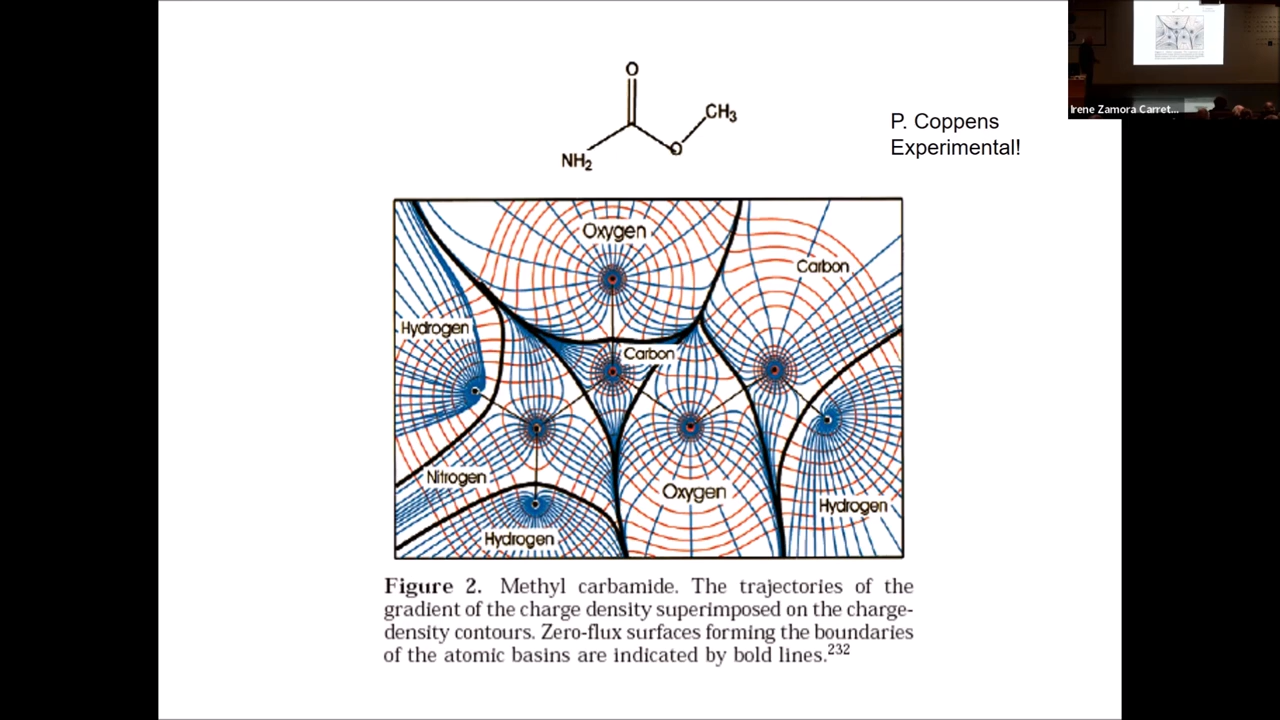 O
CH3
NH2
O
P. Coppens
Experimental!
Irene Zamora Carret...
Oxygen
Carbon
Hydrogen
Carbon
Nitrogen
Oxygen
Hydrogen
Hydrogen
Figure 2. Methyl carbamide. The trajectories of the
gradient of the charge density superimposed on the charge-
density contours. Zero-flux surfaces forming the boundaries
of the atomic basins are indicated by bold lines.232